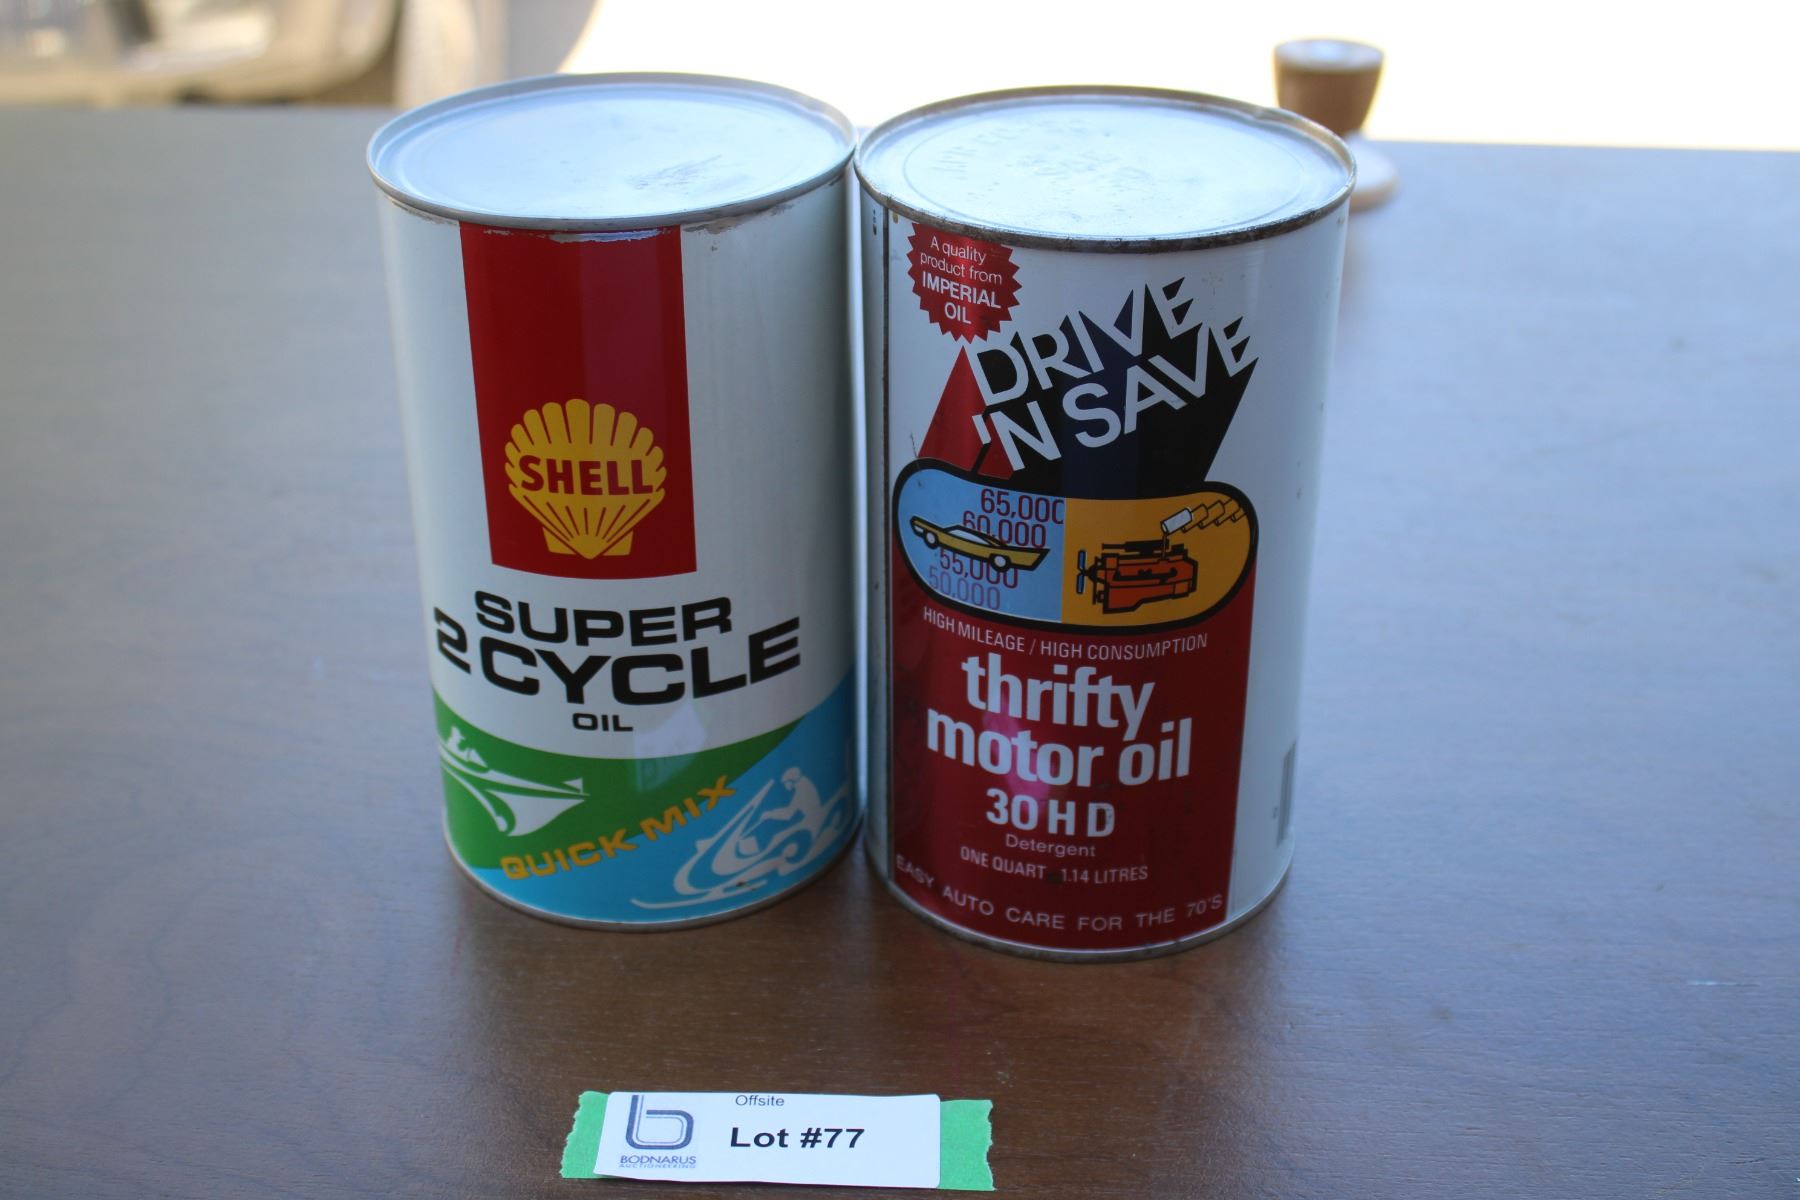 SHELL
SUPER
2 CYCLE
OIL
QUICK MIX
A quality
product from
IMPERIAL
OIL
DRIVE
'N SAVE
65,000
60,000
55,000
50,000
HIGH MILEAGE / HIGH CONSUMPTION
thrifty
motor oil
30 H D
Detergent
ONE QUART 1.14 LITRES
EASY AUTO CARE FOR THE 70'S
Offsite
Lot #77
BODNARUS
AUCTIONEERING